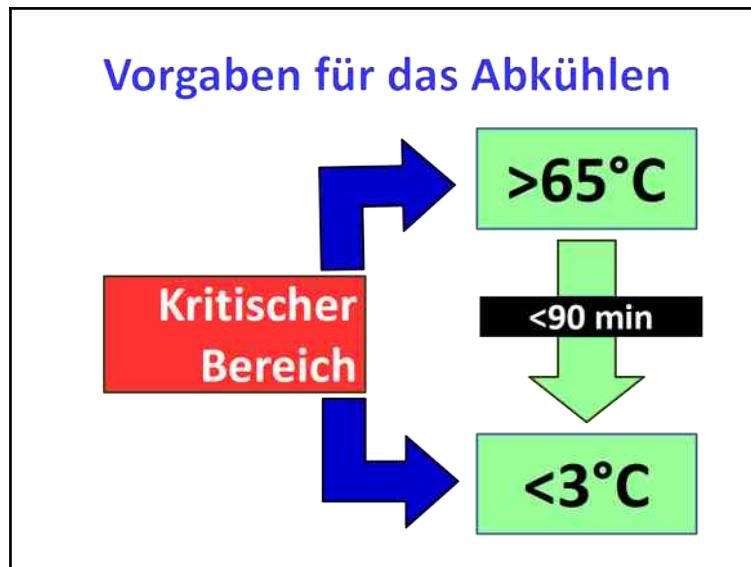 Vorgaben für das Abkühlen
>65°C
Kritischer
Bereich
<90 min
<3°C